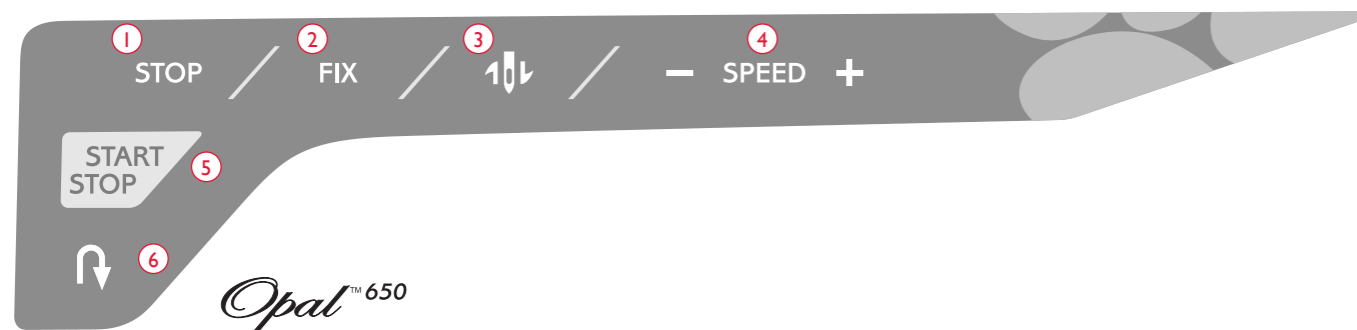 1 2 3 4
STOP FIX − SPEED +
START
STOP
5
6
Opal™ 650